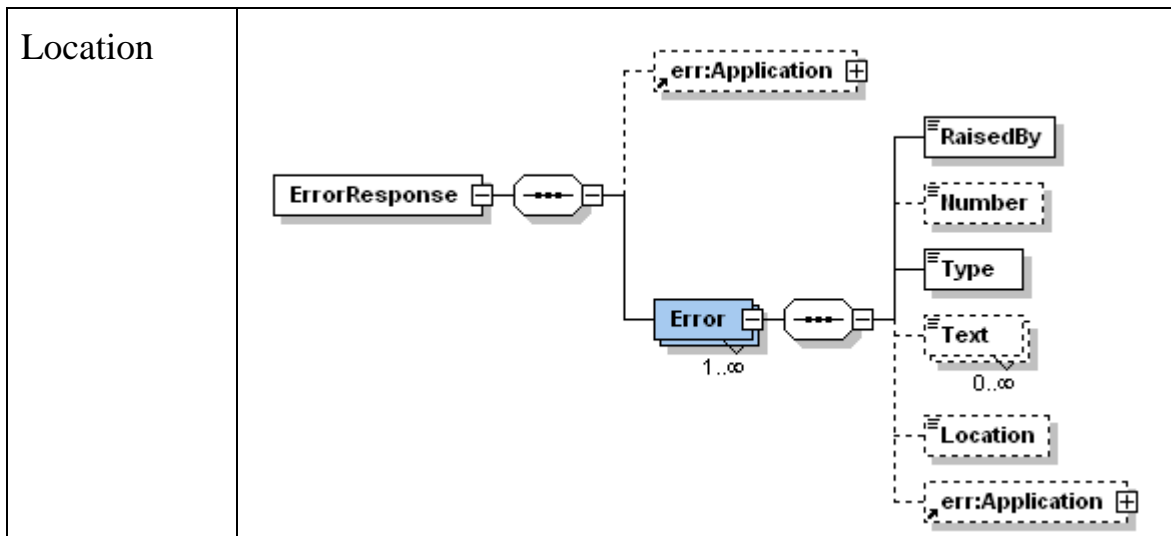 Location
err:Application
RaisedBy
ErrorResponse
Number
Type
Error
1..∞
Text
0..∞
Location
err:Application